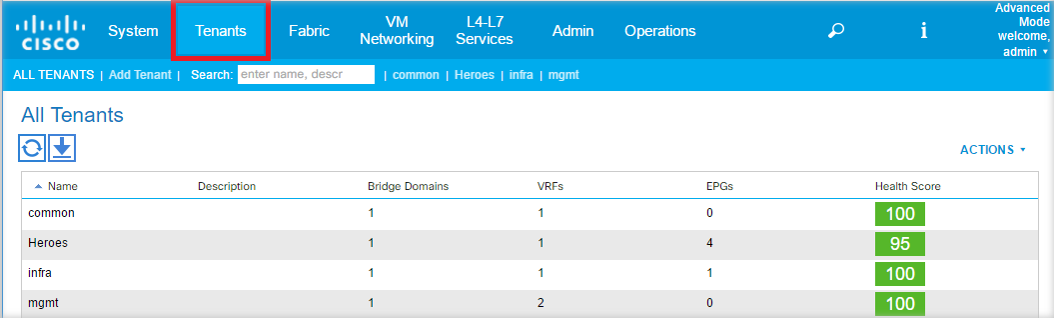 CISCO System Tenants Fabric VM Networking L4-L7 Services Admin Operations i Advanced Mode welcome, admin
ALL TENANTS | Add Tenant | Search: enter name, descr | common | Heroes | infra | mgmt
All Tenants
ACTIONS
Name Description Bridge Domains VRFs EPGs Health Score
common 1 1 0 100
Heroes 1 1 4 95
infra 1 1 1 100
mgmt 1 2 0 100